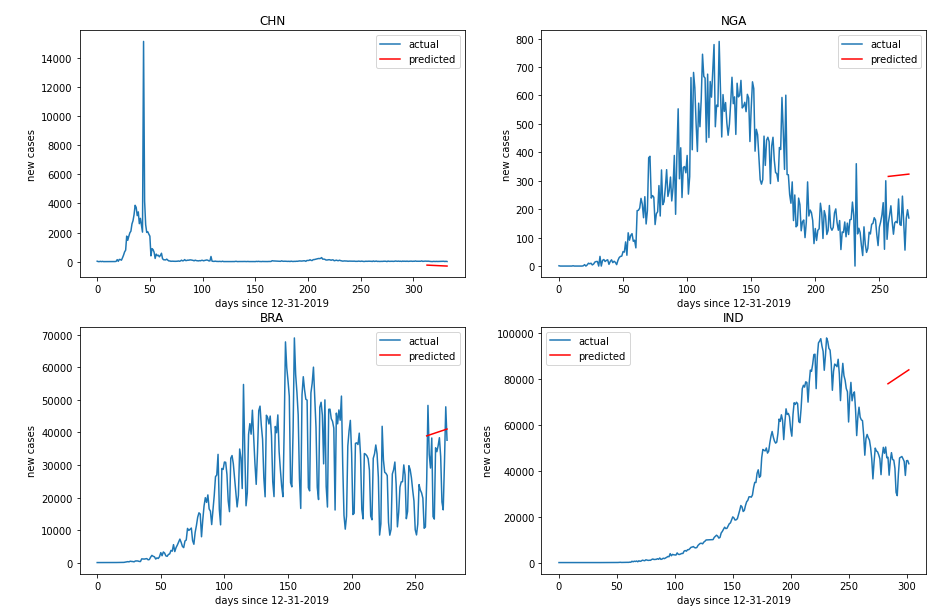 CHN
14000
12000
10000
8000
6000
4000
2000
0
new cases
actual
predicted
0 50 100 150 200 250 300 350
days since 12-31-2019
NGA
800
700
600
500
400
300
200
100
0
new cases
actual
predicted
0 50 100 150 200 250
days since 12-31-2019
BRA
70000
60000
50000
40000
30000
20000
10000
0
new cases
actual
predicted
0 50 100 150 200 250
days since 12-31-2019
IND
100000
80000
60000
40000
20000
0
new cases
actual
predicted
0 50 100 150 200 250 300
days since 12-31-2019